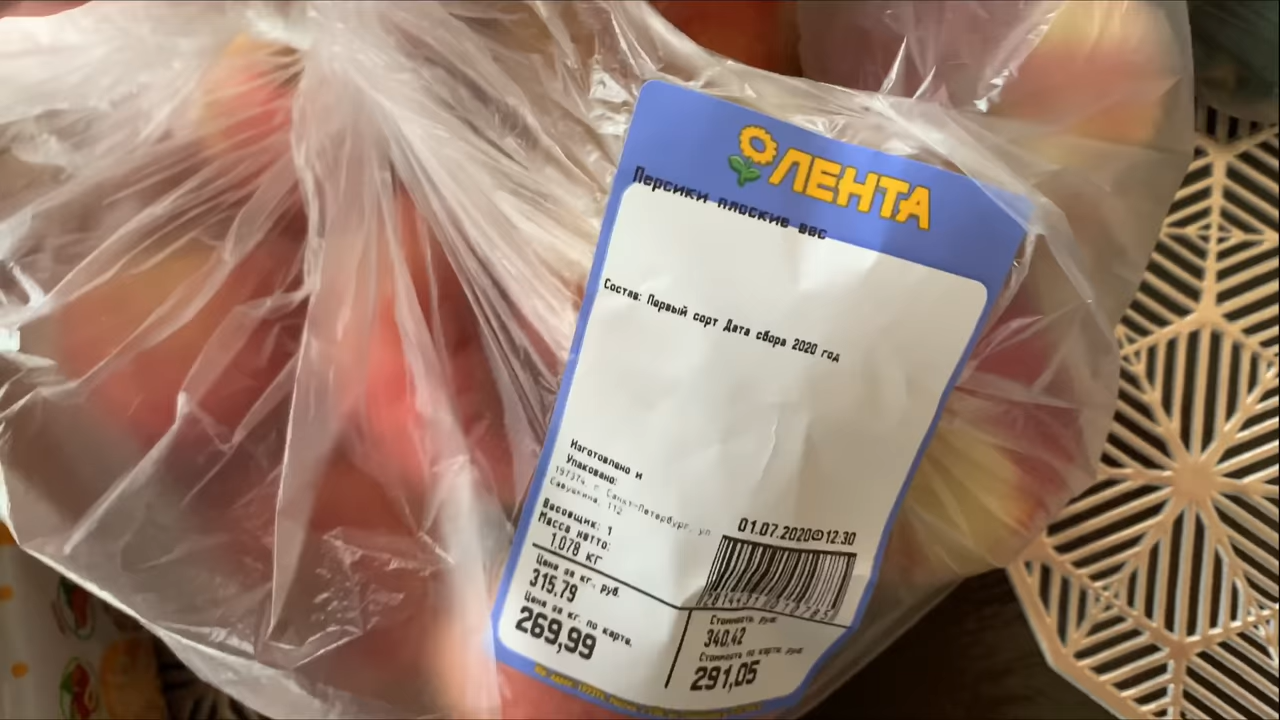 ЛЕНТА
Персики плоские вес
Состав: Первый сорт Дата сбора 2020 год
Изготовлено и
Упаковано:
197374, г. Санкт-Петербург, ул
Савушкина, 112
Весовщик: 1
Масса нетто:
1.078 КГ
01.07.2020 12:30
Цена за кг., руб.
315.79
Цена за кг. по карте,
269,99
Стоимость руб:
340,42
Стоимость по карте, руб:
291,05